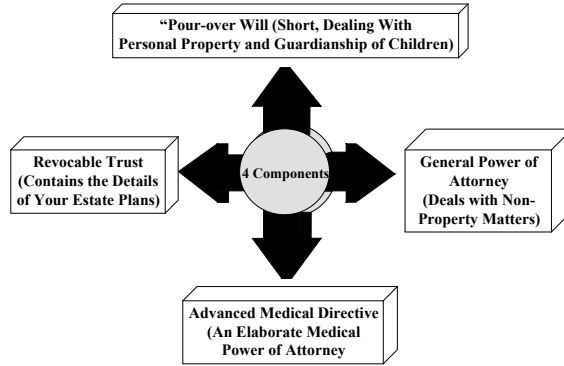 “Pour-over Will (Short, Dealing With
Personal Property and Guardianship of Children)
Revocable Trust
(Contains the Details
of Your Estate Plans)
4 Components
General Power of
Attorney
(Deals with Non-
Property Matters)
Advanced Medical Directive
(An Elaborate Medical
Power of Attorney